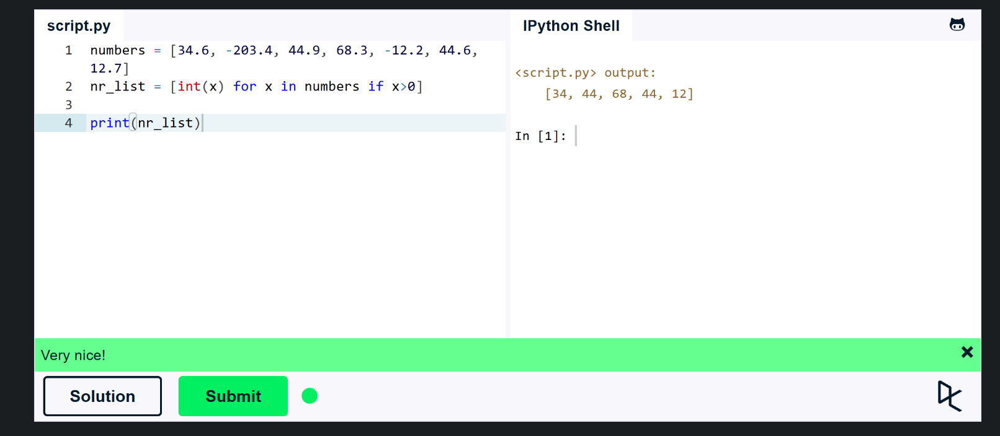 script.py
1 numbers = [34.6, -203.4, 44.9, 68.3, -12.2, 44.6,
12.7]
2 nr_list = [int(x) for x in numbers if x>0]
3
4 print(nr_list)
IPython Shell
<script.py> output:
[34, 44, 68, 44, 12]
In [1]:
Very nice!
Solution
Submit